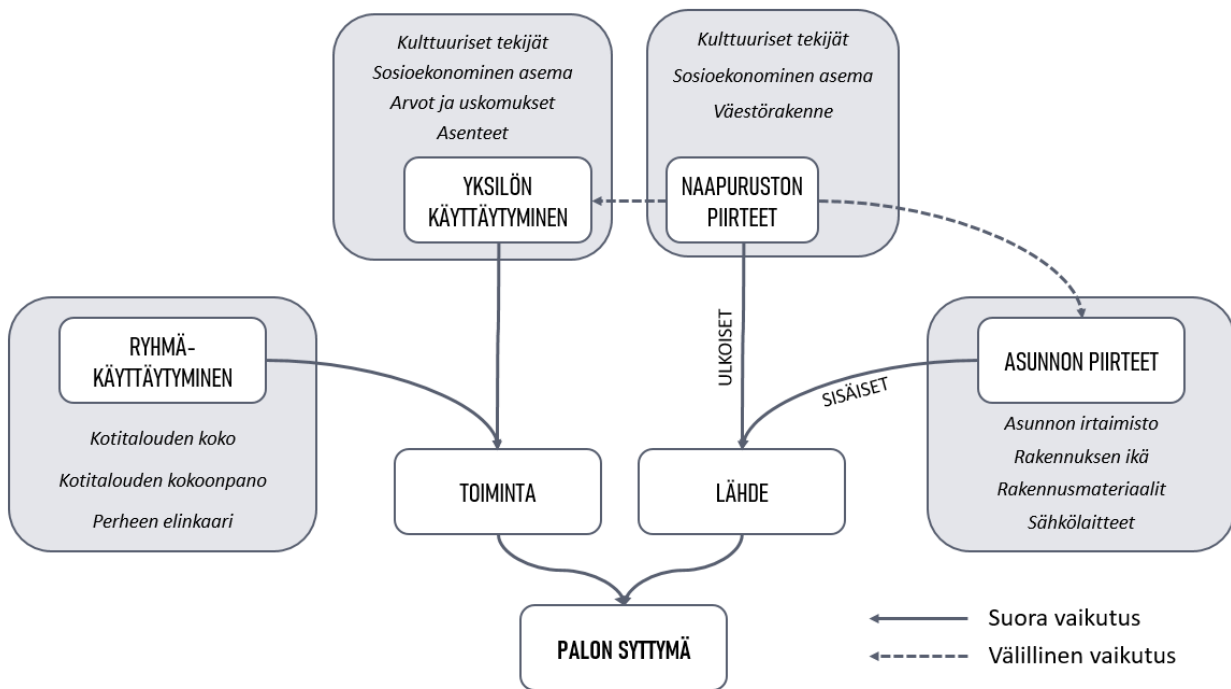 Kulttuuriset tekijät
Sosioekonominen asema
Arvot ja uskomukset
Asenteet
YKSILÖN
KÄYTTÄYTYMINEN
Kulttuuriset tekijät
Sosioekonominen asema
Väestörakenne
NAAPURUSTON
PIIRTEET
RYHMÄ-
KÄYTTÄYTYMINEN
Kotitalouden koko
Kotitalouden kokoonpano
Perheen elinkaari
ULKOISET
SISÄISET
ASUNNON PIIRTEET
Asunnon irtaimisto
Rakennuksen ikä
Rakennusmateriaalit
Sähkölaitteet
TOIMINTA
LÄHDE
PALON SYTTYMÄ
Suora vaikutus
Välillinen vaikutus